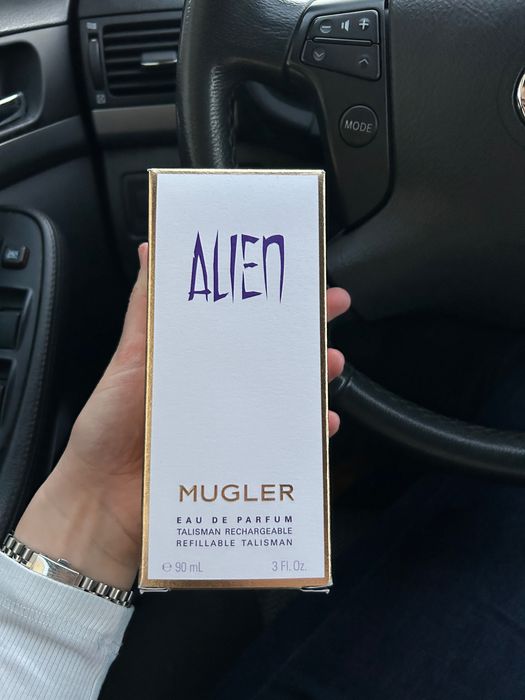 MODE
ALIEN
MUGLER
EAU DE PARFUM
TALISMAN RECHARGEABLE
REFILLABLE TALISMAN
℮ 90 mL 3 Fl. Oz.